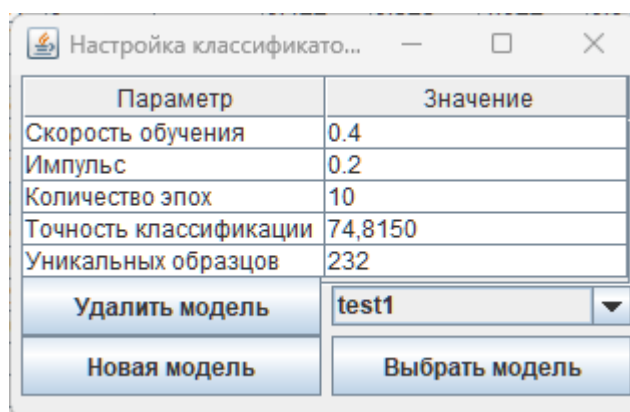 Настройка классификато...
Параметр Значение
Скорость обучения 0.4
Импульс 0.2
Количество эпох 10
Точность классификации 74,8150
Уникальных образцов 232
Удалить модель test1
Новая модель Выбрать модель